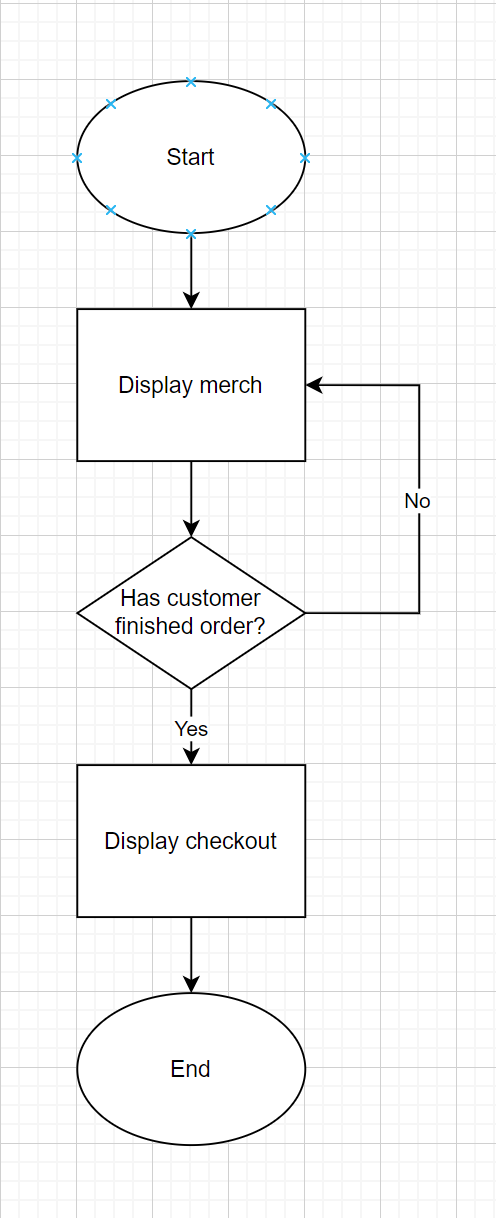 Start
Display merch
No
Has customer
finished order?
Yes
Display checkout
End